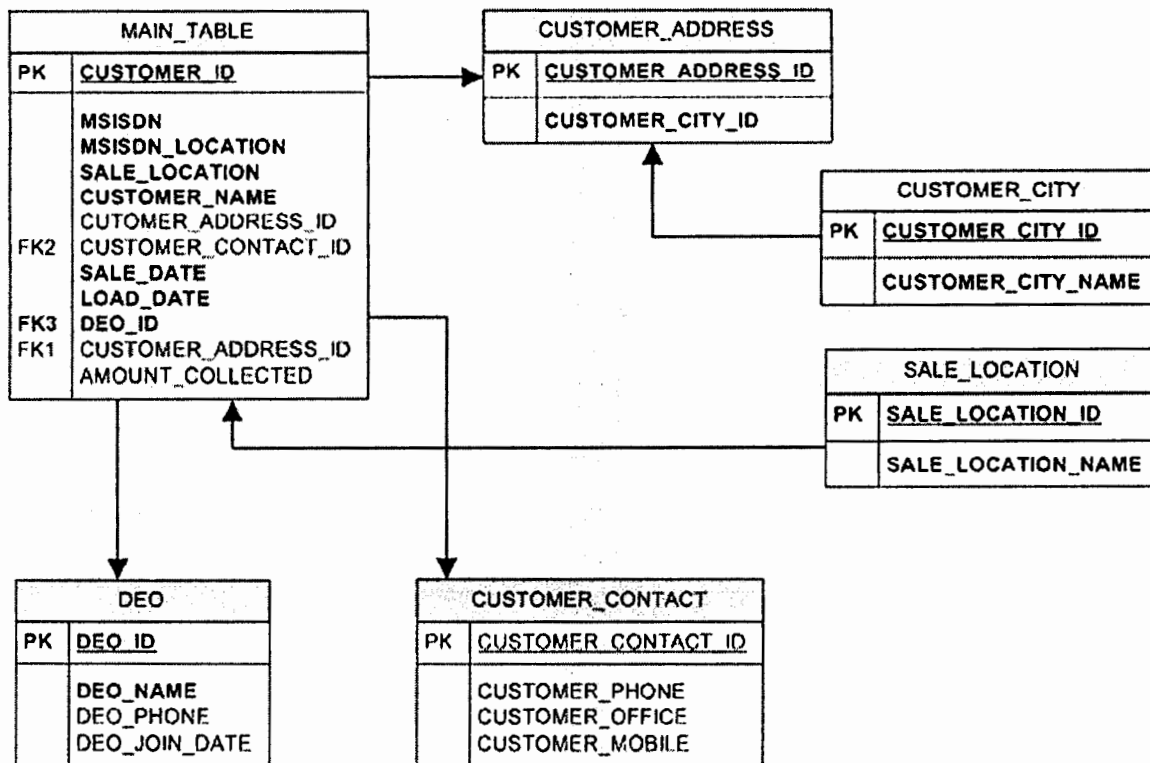 MAIN_TABLE
PK CUSTOMER_ID
MSISDN
MSISDN_LOCATION
SALE_LOCATION
CUSTOMER_NAME
CUTOMER_ADDRESS_ID
FK2 CUSTOMER_CONTACT_ID
SALE_DATE
LOAD_DATE
FK3 DEO_ID
FK1 CUSTOMER_ADDRESS_ID
AMOUNT_COLLECTED
CUSTOMER_ADDRESS
PK CUSTOMER_ADDRESS_ID
CUSTOMER_CITY_ID
CUSTOMER_CITY
PK CUSTOMER_CITY_ID
CUSTOMER_CITY_NAME
SALE_LOCATION
PK SALE_LOCATION_ID
SALE_LOCATION_NAME
DEO
PK DEO_ID
DEO_NAME
DEO_PHONE
DEO_JOIN_DATE
CUSTOMER_CONTACT
PK CUSTOMER_CONTACT_ID
CUSTOMER_PHONE
CUSTOMER_OFFICE
CUSTOMER_MOBILE